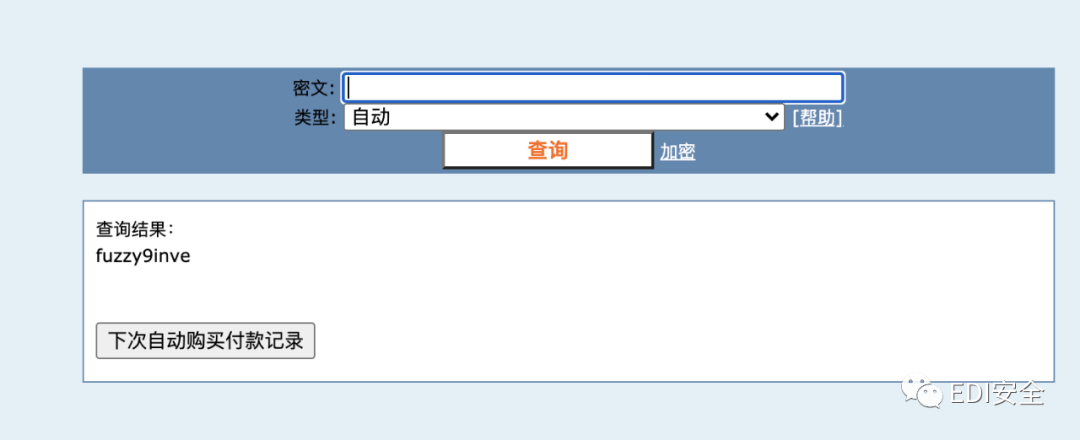 密文:
类型: 自动 [帮助]
查询 加密
查询结果:
fuzzy9inve
下次自动购买付款记录
EDI安全